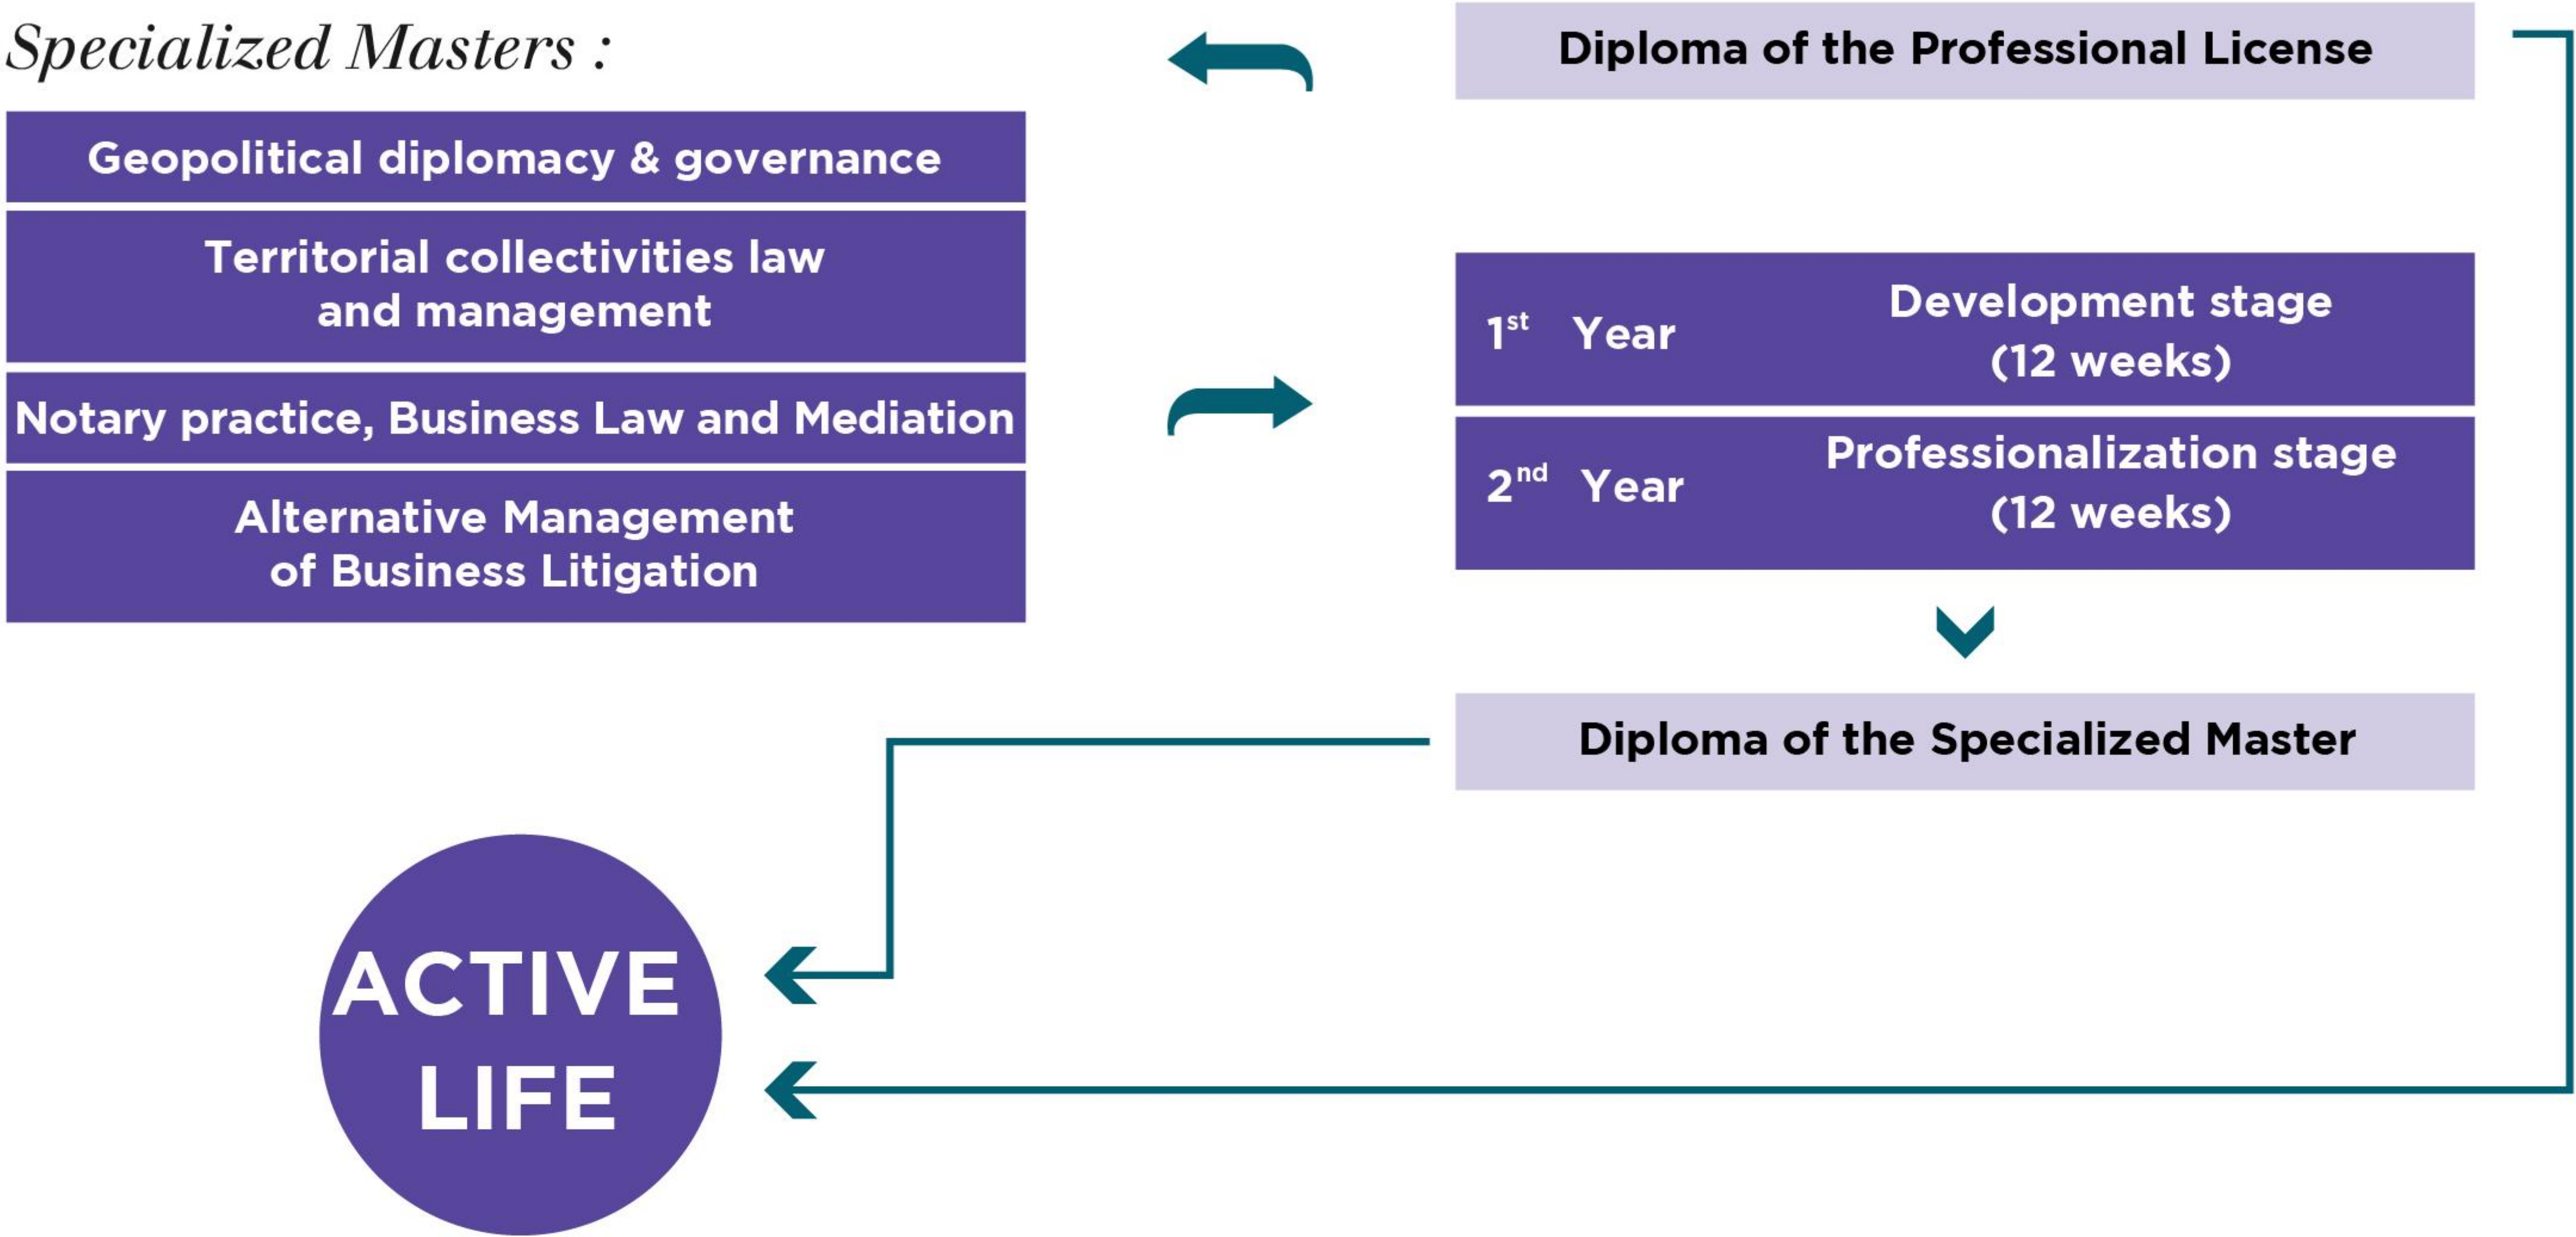 Specialized Masters :
Geopolitical diplomacy & governance
Territorial collectivities law
and management
Notary practice, Business Law and Mediation
Alternative Management
of Business Litigation
Diploma of the Professional License
1st Year
Development stage
(12 weeks)
2nd Year
Professionalization stage
(12 weeks)
Diploma of the Specialized Master
ACTIVE
LIFE